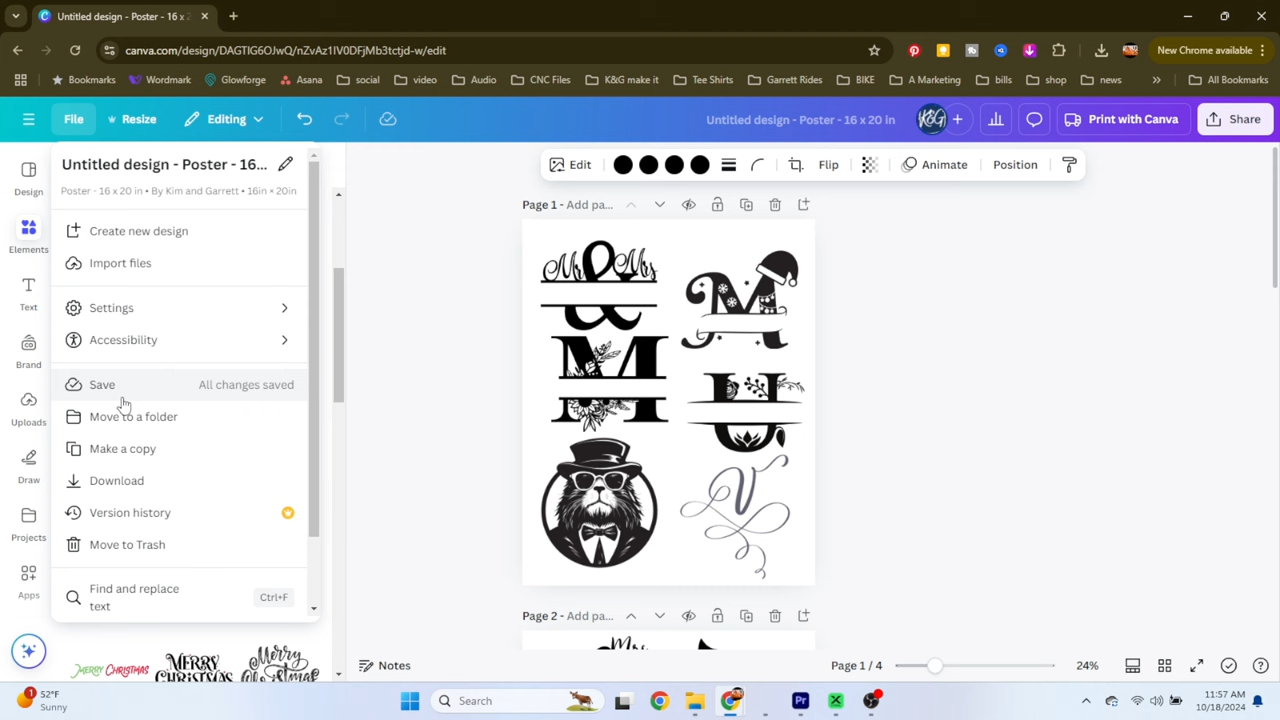 Untitled design - Poster - 16 x 2
canva.com/design/DAGTIG6OJwQ/nZvAz1IV0DFjMb3tctjd-w/edit
New Chrome available
Bookmarks
Wordmark
Glowforge
Asana
social
video
Audio
CNC Files
K&G make it
Tee Shirts
Garrett Rides
BIKE
A Marketing
bills
shop
news
All Bookmarks
File
Resize
Editing
Untitled design - Poster - 16 x 20 in
K&G
Print with Canva
Share
Design
Elements
Text
Brand
Uploads
Draw
Projects
Apps
Untitled design - Poster - 16...
Poster · 16 x 20 in • By Kim and Garrett • 16in × 20in
Create new design
Import files
Settings
Accessibility
Save All changes saved
Move to a folder
Make a copy
Download
Version history
Move to Trash
Find and replace
text
Ctrl+F
MERRY CHRISTMAS
MERRY
Merry
Edit
Flip
Animate
Position
Page 1 - Add pa...
Mr & Mrs
M
M
U
V
Page 2 - Add pa...
Mrs
Notes
Page 1 / 4
24%
52°F
Sunny
Search
Pr
11:57 AM
10/18/2024